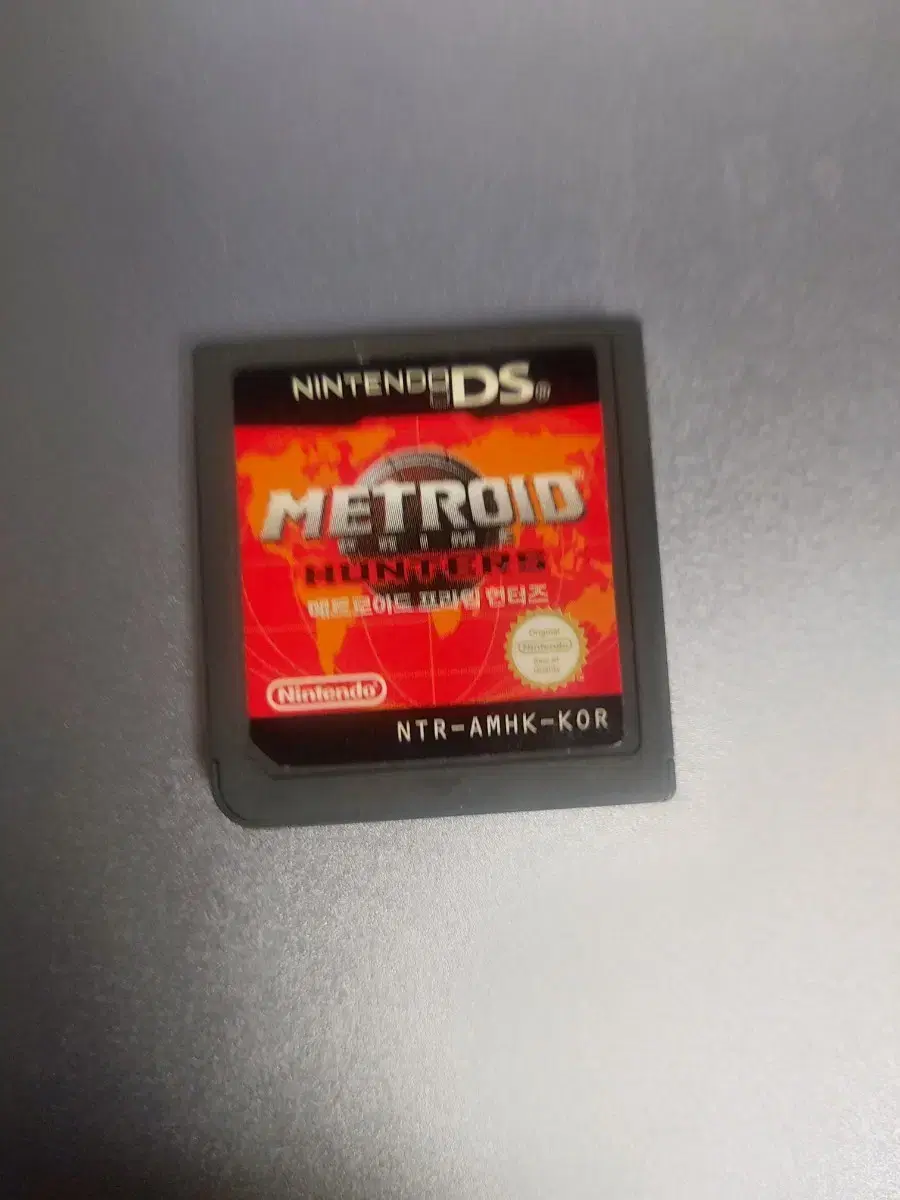 NINTENDO DS
METROID
PRIME
HUNTERS
메트로이드 프라임 헌터즈
Original
Nintendo
Nintendo
NTR-AMHK-KOR